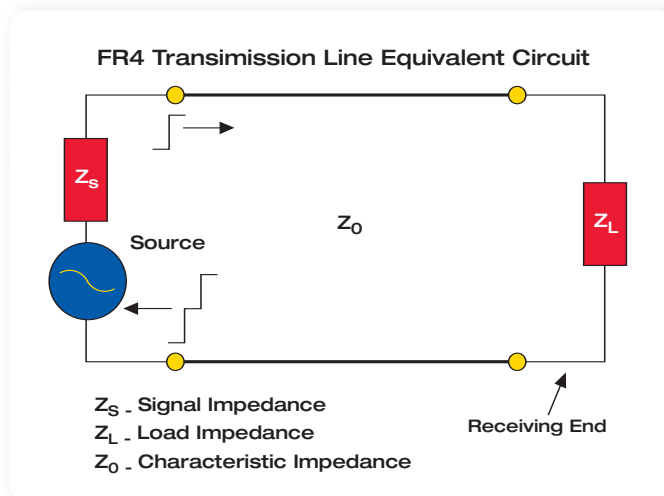 FR4 Transimission Line Equivalent Circuit
Zs
Source
Z0
ZL
ZS - Signal Impedance
ZL - Load Impedance
Z0 - Characteristic Impedance
Receiving End